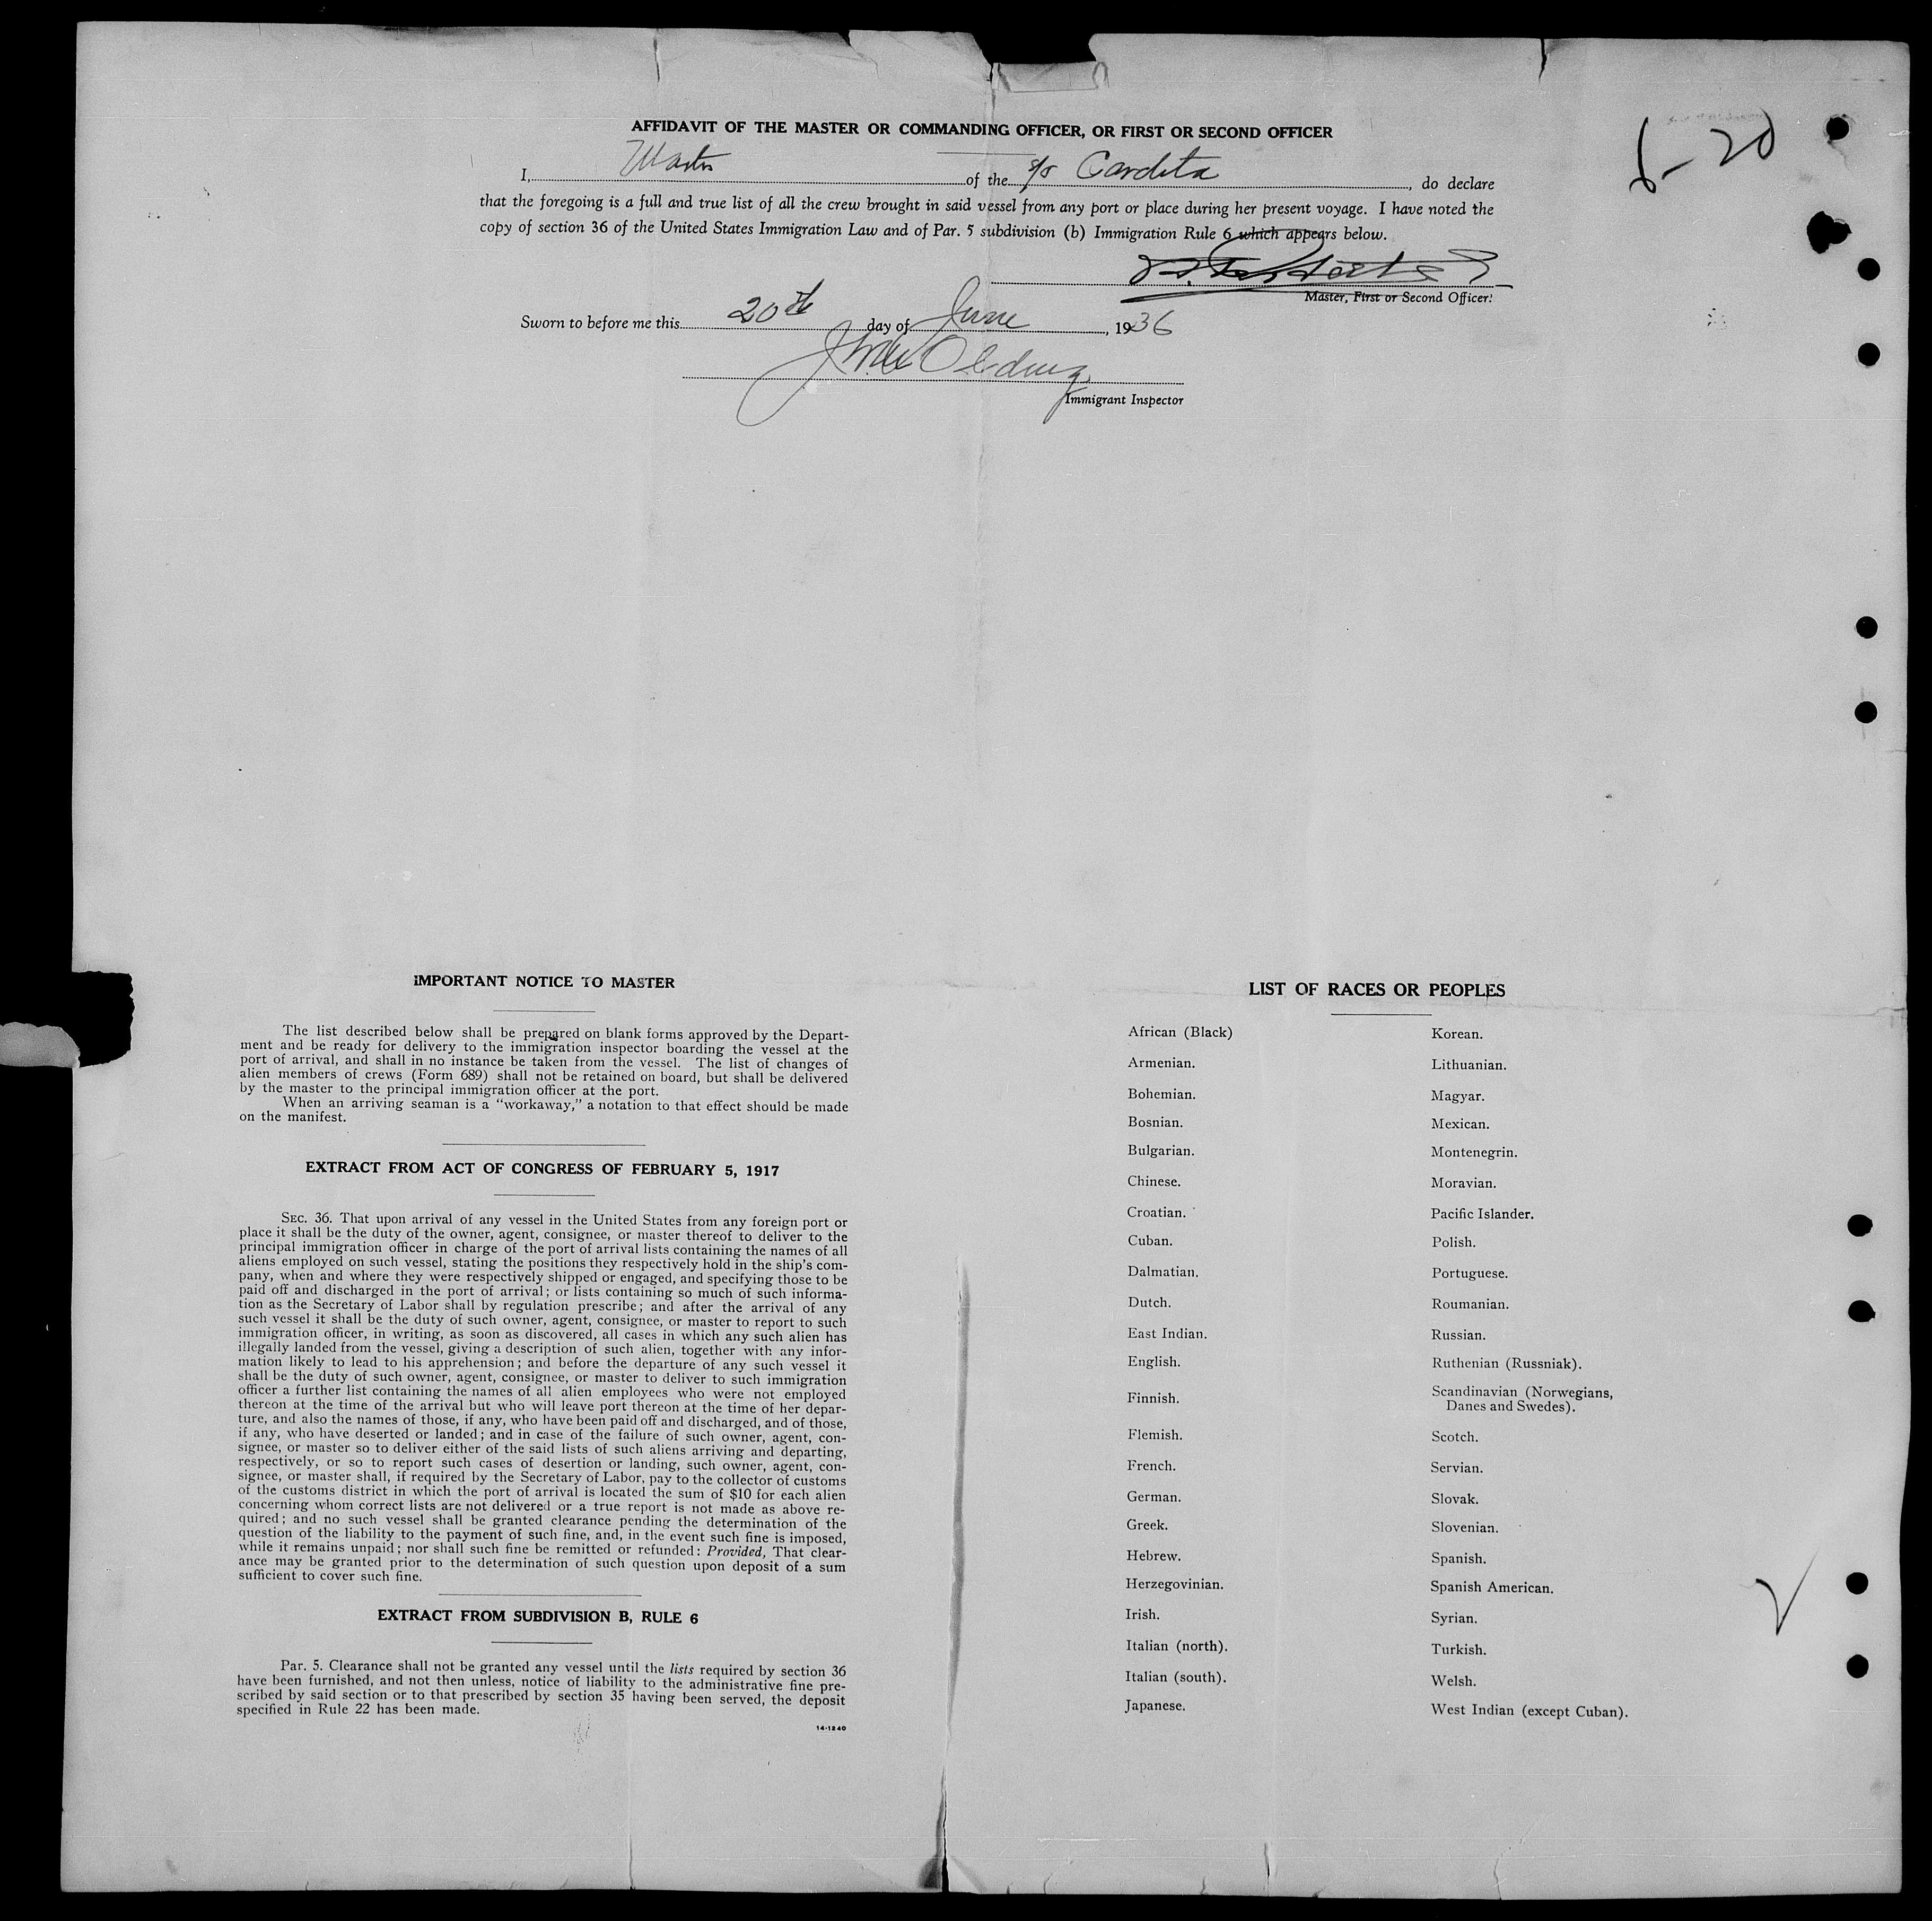 AFFIDAVIT OF THE MASTER OR COMMANDING OFFICER, OR FIRST OR SECOND OFFICER
I, Master of the S/S Cardita, do declare
that the foregoing is a full and true list of all the crew brought in said vessel from any port or place during her present voyage. I have noted the
copy of section 36 of the United States Immigration Law and of Par. 5 subdivision (b) Immigration Rule 6 which appears below.
Master, First or Second Officer.
Sworn to before me this 20th day of June, 1936
Immigrant Inspector
6-20
IMPORTANT NOTICE TO MASTER
The list described below shall be prepared on blank forms approved by the Depart-
ment and be ready for delivery to the immigration inspector boarding the vessel at the
port of arrival, and shall in no instance be taken from the vessel. The list of changes of
alien members of crews (Form 689) shall not be retained on board, but shall be delivered
by the master to the principal immigration officer at the port.
When an arriving seaman is a “workaway,” a notation to that effect should be made
on the manifest.
EXTRACT FROM ACT OF CONGRESS OF FEBRUARY 5, 1917
SEC. 36. That upon arrival of any vessel in the United States from any foreign port or
place it shall be the duty of the owner, agent, consignee, or master thereof to deliver to the
principal immigration officer in charge of the port of arrival lists containing the names of all
aliens employed on such vessel, stating the positions they respectively hold in the ship's com-
pany, when and where they were respectively shipped or engaged, and specifying those to be
paid off and discharged in the port of arrival; or lists containing so much of such informa-
tion as the Secretary of Labor shall by regulation prescribe; and after the arrival of any
such vessel it shall be the duty of such owner, agent, consignee, or master to report to such
immigration officer, in writing, as soon as discovered, all cases in which any such alien has
illegally landed from the vessel, giving a description of such alien, together with any infor-
mation likely to lead to his apprehension; and before the departure of any such vessel it
shall be the duty of such owner, agent, consignee, or master to deliver to such immigration
officer a further list containing the names of all alien employees who were not employed
thereon at the time of the arrival but who will leave port thereon at the time of her depar-
ture, and also the names of those, if any, who have been paid off and discharged, and of those,
if any, who have deserted or landed; and in case of the failure of such owner, agent, con-
signee, or master so to deliver either of the said lists of such aliens arriving and departing,
respectively, or so to report such cases of desertion or landing, such owner, agent, con-
signee, or master shall, if required by the Secretary of Labor, pay to the collector of customs
of the customs district in which the port of arrival is located the sum of $10 for each alien
concerning whom correct lists are not delivered or a true report is not made as above re-
quired; and no such vessel shall be granted clearance pending the determination of the
question of the liability to the payment of such fine, and, in the event such fine is imposed,
while it remains unpaid; nor shall such fine be remitted or refunded: Provided, That clear-
ance may be granted prior to the determination of such question upon deposit of a sum
sufficient to cover such fine.
EXTRACT FROM SUBDIVISION B, RULE 6
Par. 5. Clearance shall not be granted any vessel until the lists required by section 36
have been furnished, and not then unless, notice of liability to the administrative fine pre-
scribed by said section or to that prescribed by section 35 having been served, the deposit
specified in Rule 22 has been made.
14-1240
LIST OF RACES OR PEOPLES
African (Black)
Armenian.
Bohemian.
Bosnian.
Bulgarian.
Chinese.
Croatian.
Cuban.
Dalmatian.
Dutch.
East Indian.
English.
Finnish.
Flemish.
French.
German.
Greek.
Hebrew.
Herzegovinian.
Irish.
Italian (north).
Italian (south).
Japanese.
Korean.
Lithuanian.
Magyar.
Mexican.
Montenegrin.
Moravian.
Pacific Islander.
Polish.
Portuguese.
Roumanian.
Russian.
Ruthenian (Russniak).
Scandinavian (Norwegians,
Danes and Swedes).
Scotch.
Servian.
Slovak.
Slovenian.
Spanish.
Spanish American.
Syrian.
Turkish.
Welsh.
West Indian (except Cuban).